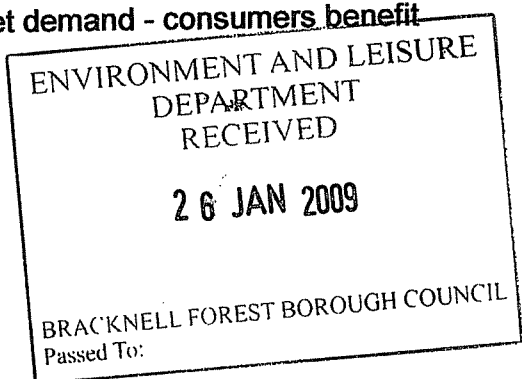 et demand - consumers benefit
ENVIRONMENT AND LEISURE
DEPARTMENT
RECEIVED
26 JAN 2009
BRACKNELL FOREST BOROUGH COUNCIL
Passed To: